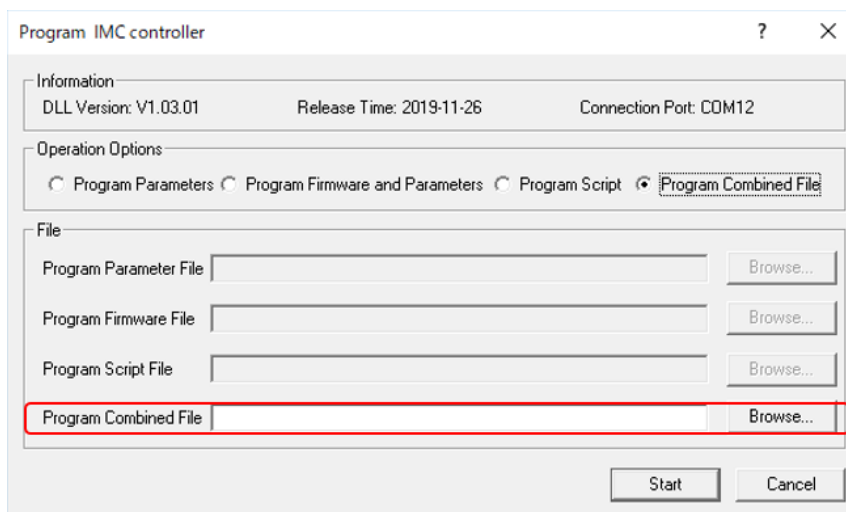 Program IMC controller ?
Information
DLL Version: V1.03.01 Release Time: 2019-11-26 Connection Port: COM12
Operation Options
Program Parameters Program Firmware and Parameters Program Script Program Combined File
File
Program Parameter File Browse...
Program Firmware File Browse...
Program Script File Browse...
Program Combined File Browse...
Start Cancel